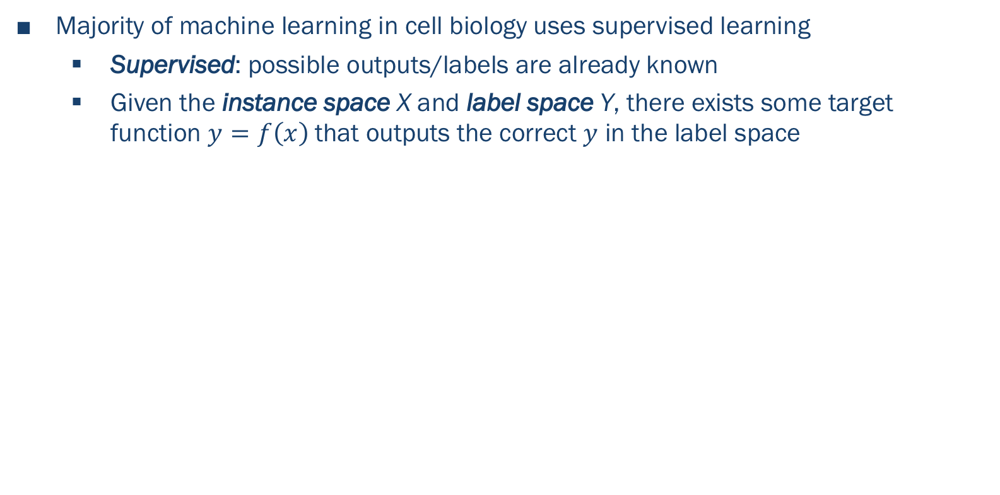 ▪ Majority of machine learning in cell biology uses supervised learning
▪ Supervised: possible outputs/labels are already known
▪ Given the instance space X and label space Y, there exists some target
function y = f(x) that outputs the correct y in the label space